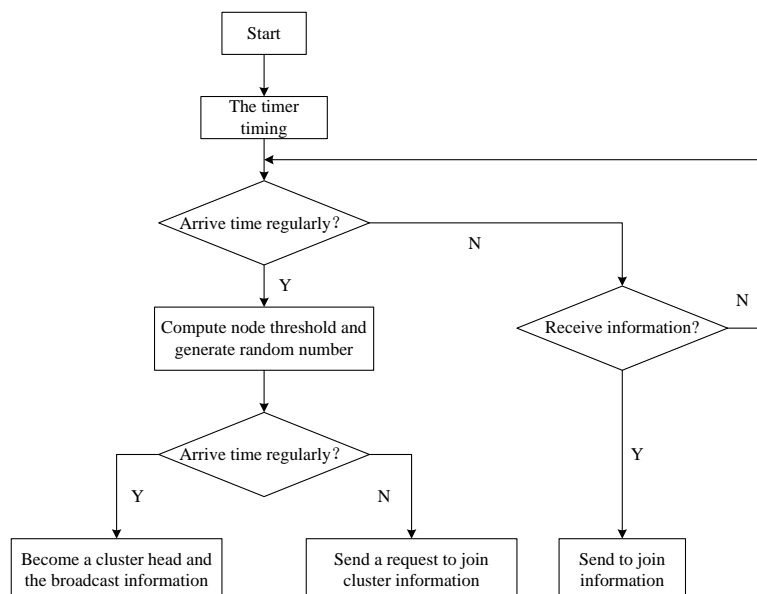 Start
The timer
timing
Arrive time regularly?
N
Y
Compute node threshold and
generate random number
Receive information?
N
Arrive time regularly?
Y
Y
N
Become a cluster head and
the broadcast information
Send a request to join
cluster information
Send to join
information